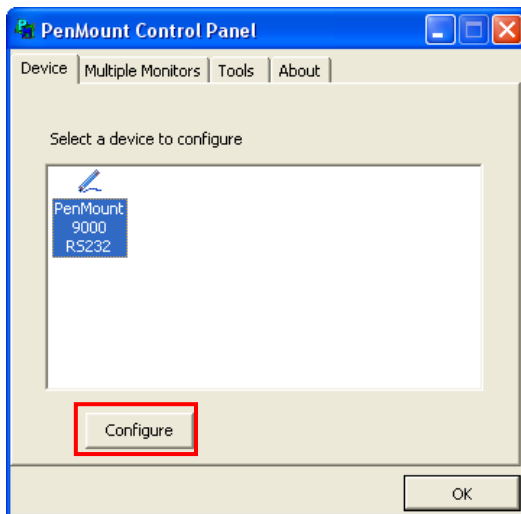 PenMount Control Panel
Device Multiple Monitors Tools About
Select a device to configure
PenMount
9000
RS232
Configure
OK